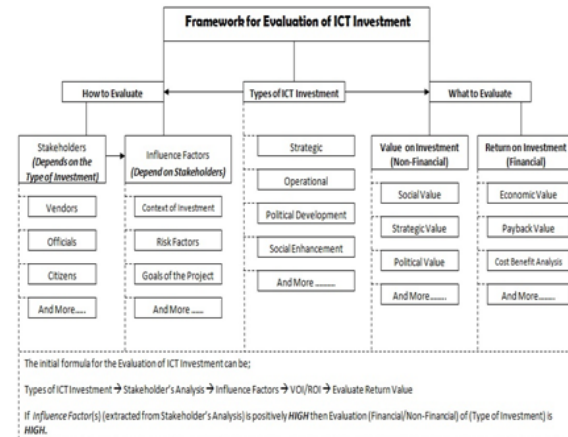 Framework for Evaluation of ICT Investment
How to Evaluate
Types of ICT Investment
What to Evaluate
Stakeholders
(Depends on the
Type of Investment)
Vendors
Officials
Citizens
And More......
Influence Factors
(Depend on Stakeholders)
Context of Investment
Risk Factors
Goals of the Project
And More ......
Strategic
Operational
Political Development
Social Enhancement
And More ..........
Value on Investment
(Non-Financial)
Social Value
Strategic Value
Political Value
And More........
Return on Investment
(Financial)
Economic Value
Payback Value
Cost Benefit Analysis
And More........
The initial formula for the Evaluation of ICT Investment can be;
Types of ICT Investment → Stakeholder's Analysis → Influence Factors → VOI/ROI → Evaluate Return Value
If Influence Factor(s) (extracted from Stakeholder's Analysis) is positively HIGH then Evaluation (Financial/Non-Financial) of (Type of Investment) is
HIGH.